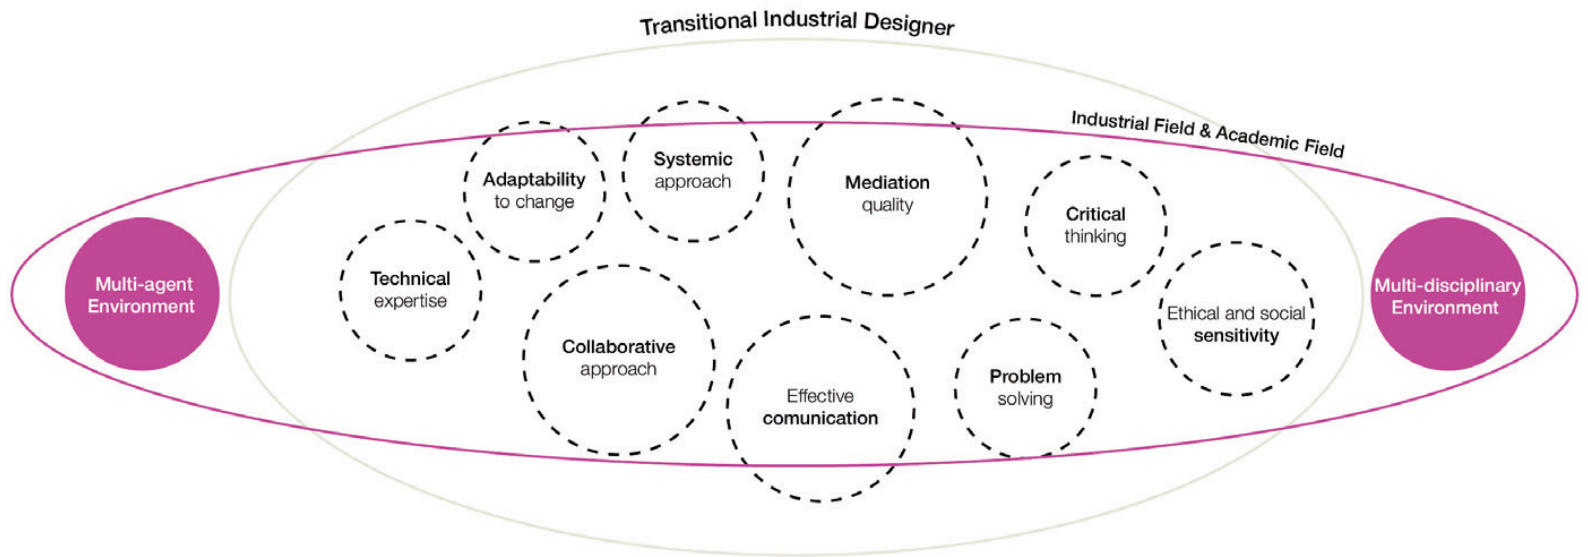 Transitional Industrial Designer
Industrial Field & Academic Field
Multi-agent
Environment
Technical
expertise
Adaptability
to change
Systemic
approach
Collaborative
approach
Mediation
quality
Effective
comunication
Critical
thinking
Problem
solving
Ethical and social
sensitivity
Multi-disciplinary
Environment